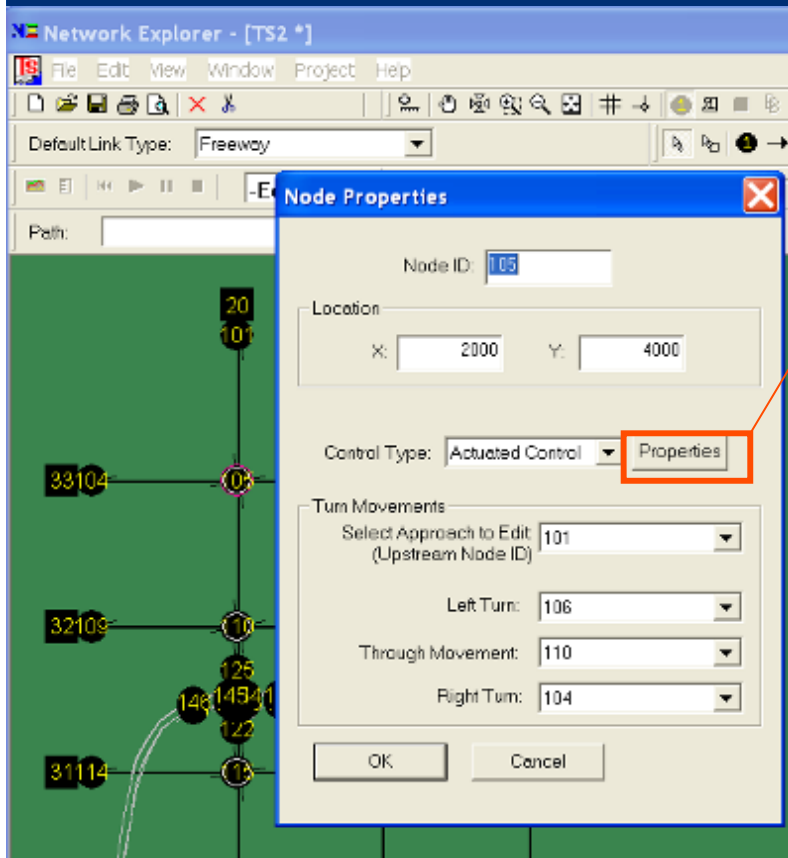 Network Explorer - [TS2 *]
File Edit View Window Project Help
Default Link Type: Freeway
Path:
Node Properties
Node ID: 105
Location
X: 2000 Y: 4000
Control Type: Actuated Control Properties
Turn Movements
Select Approach to Edit 101
(Upstream Node ID)
Left Turn: 106
Through Movement: 110
Right Turn: 104
OK Cancel
20
101
33104
32109
125
122
31114